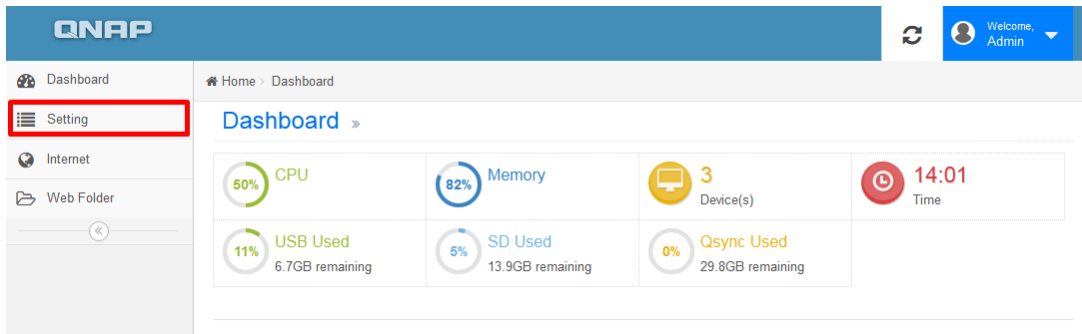 QNAP
Welcome,
Admin
Dashboard
Setting
Internet
Web Folder
Home > Dashboard
Dashboard »
50% CPU
82% Memory
3
Device(s)
14:01
Time
11% USB Used
6.7GB remaining
5% SD Used
13.9GB remaining
0% Qsync Used
29.8GB remaining